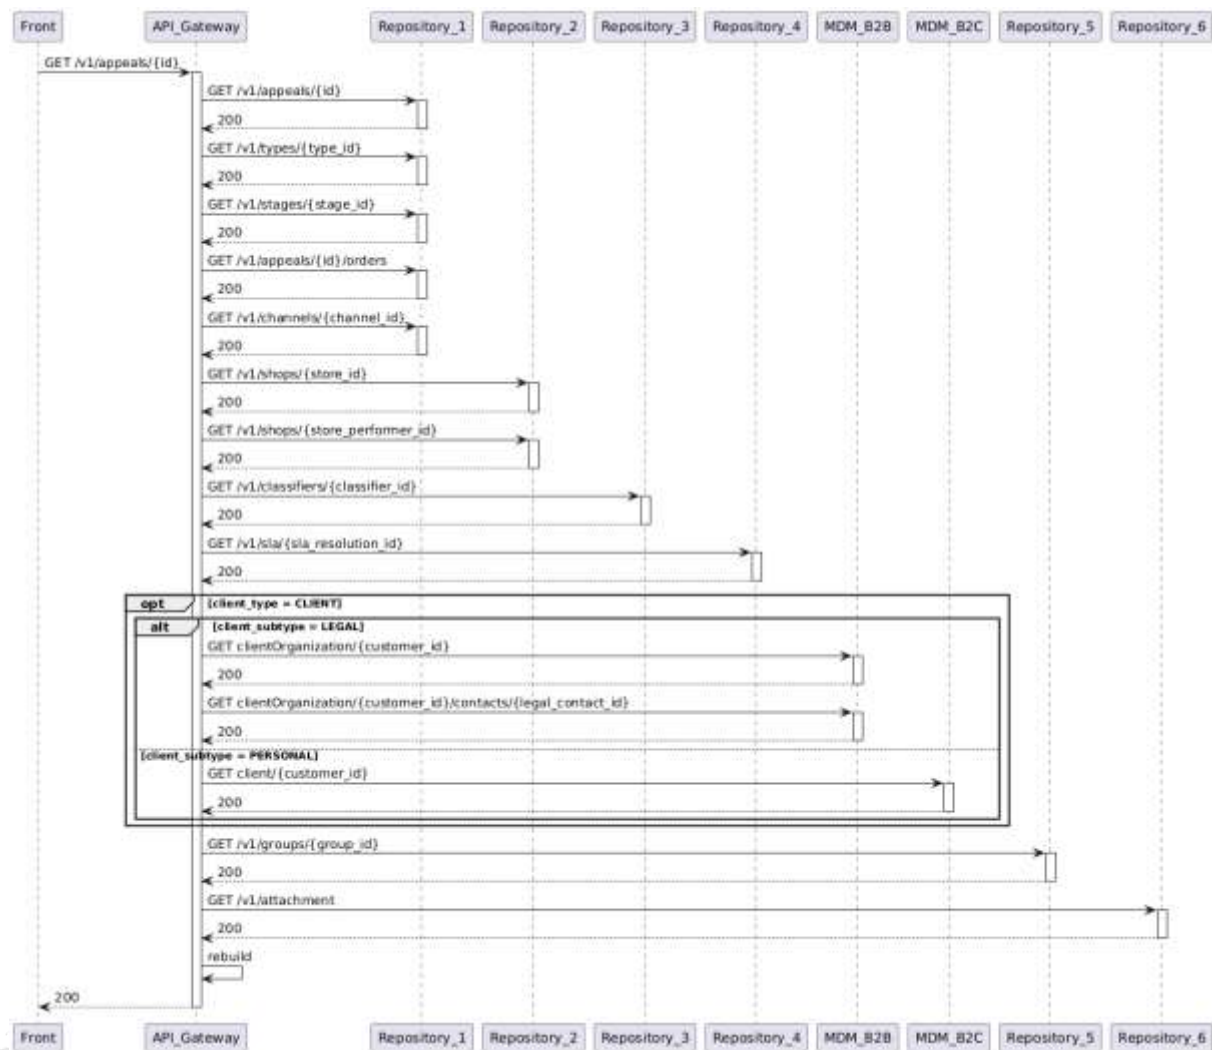 Front API_Gateway Repository_1 Repository_2 Repository_3 Repository_4 MDM_B2B MDM_B2C Repository_5 Repository_6
GET /v1/appeals/{id}
GET /v1/appeals/{id}
200
GET /v1/types/{type_id}
200
GET /v1/stages/{stage_id}
200
GET /v1/appeals/{id}/orders
200
GET /v1/channels/{channel_id}
200
GET /v1/shops/{store_id}
200
GET /v1/shops/{store_performer_id}
200
GET /v1/classifiers/{classifier_id}
200
GET /v1/sla/{sla_resolution_id}
200
opt [client_type = CLIENT]
alt [client_subtype = LEGAL]
GET clientOrganization/{customer_id}
200
GET clientOrganization/{customer_id}/contacts/{legal_contact_id}
200
[client_subtype = PERSONAL]
GET client/{customer_id}
200
GET /v1/groups/{group_id}
200
GET /v1/attachment
200
rebuild
200
Front API_Gateway Repository_1 Repository_2 Repository_3 Repository_4 MDM_B2B MDM_B2C Repository_5 Repository_6